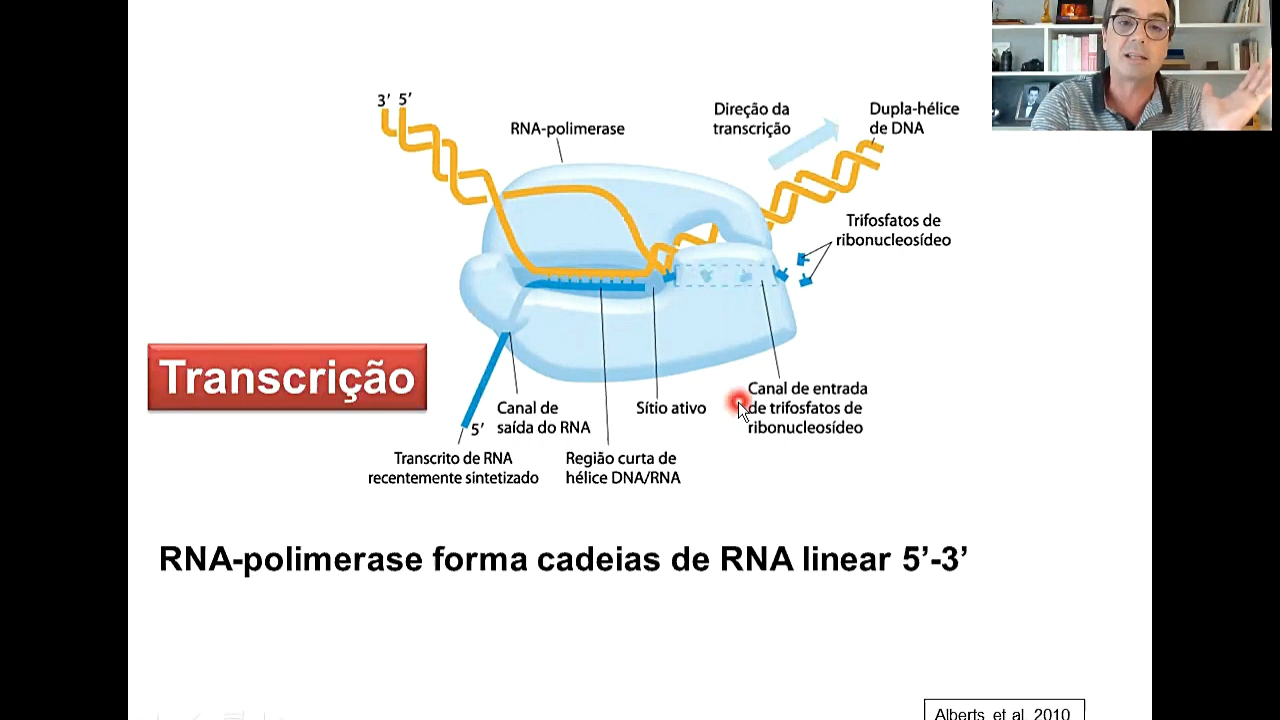 3’ 5’
RNA-polimerase
Direção da
transcrição
Dupla-hélice
de DNA
Trifosfatos de
ribonucleosídeo
Transcrição
5’
Canal de
saída do RNA
Sítio ativo
Canal de entrada
de trifosfatos de
ribonucleosídeo
Transcrito de RNA
recentemente sintetizado
Região curta de
hélice DNA/RNA
RNA-polimerase forma cadeias de RNA linear 5’-3’
Alberts et al 2010